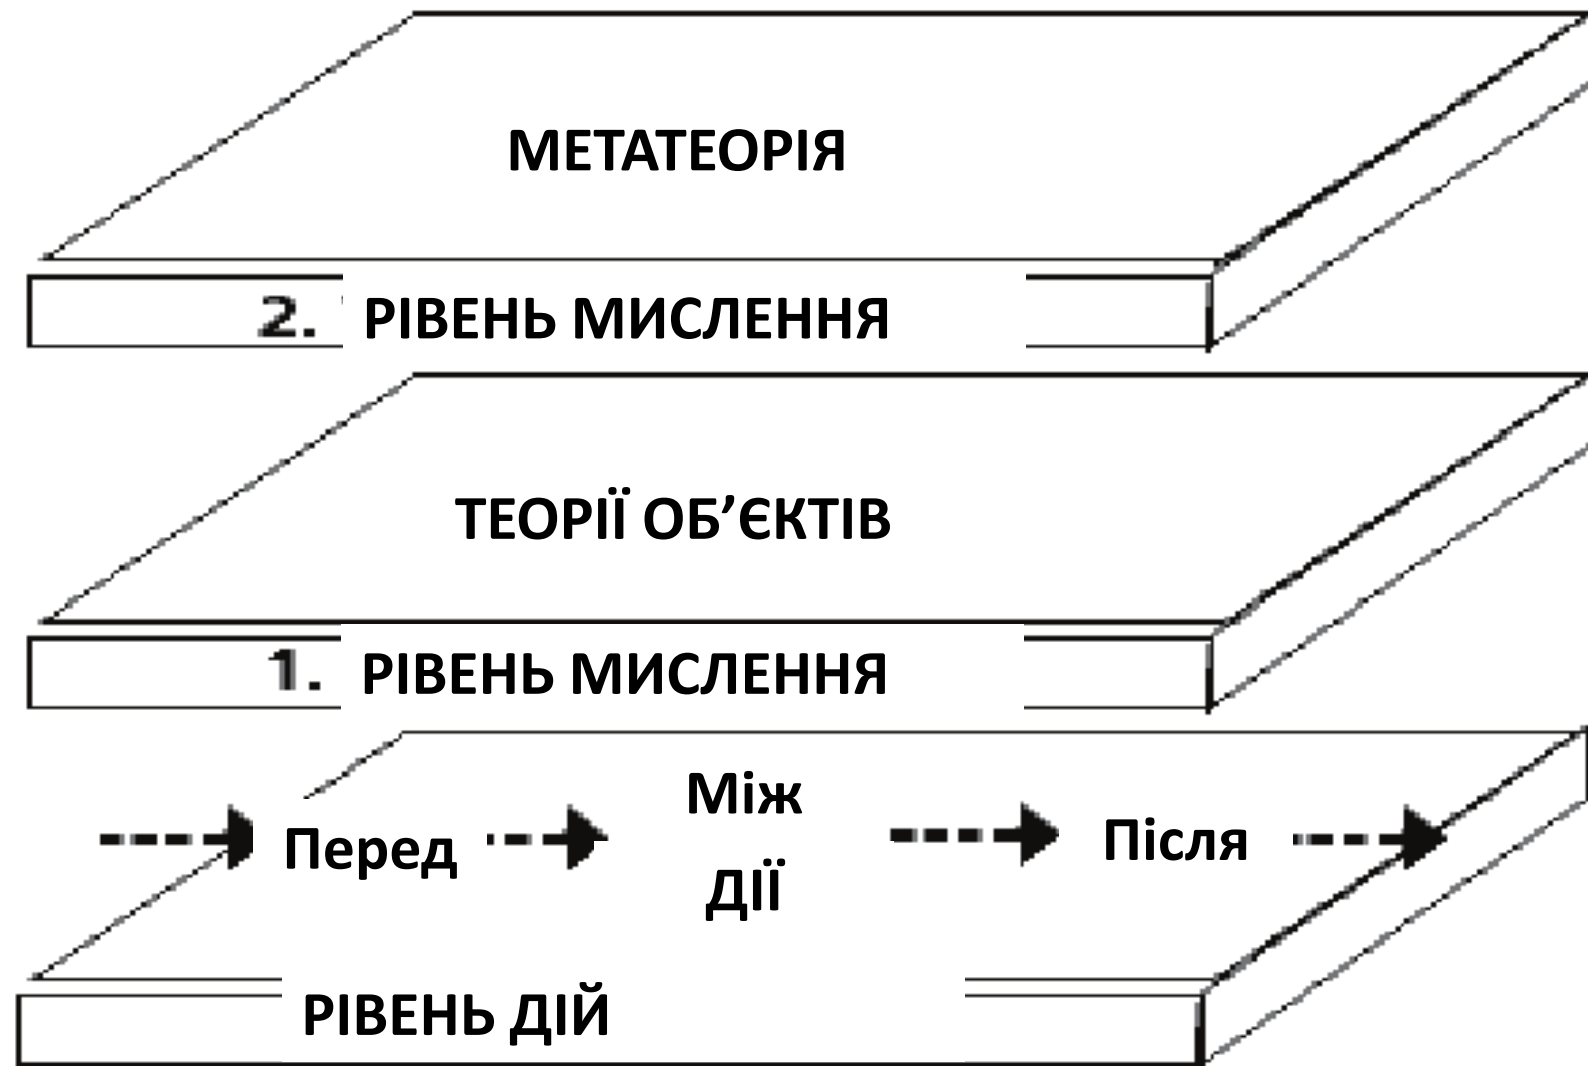 МЕТАТЕОРІЯ
2. РІВЕНЬ МИСЛЕННЯ
ТЕОРІЇ ОБ’ЄКТІВ
1. РІВЕНЬ МИСЛЕННЯ
Між
Перед
Після
ДІЇ
РІВЕНЬ ДІЙ